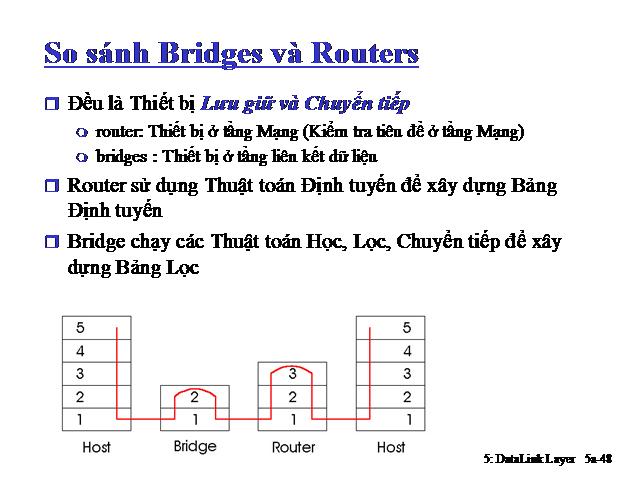 So sánh Bridges và Routers
Đều là Thiết bị Lưu giữ và Chuyển tiếp
router: Thiết bị ở tầng Mạng (Kiểm tra tiêu đề ở tầng Mạng)
bridges : Thiết bị ở tầng liên kết dữ liệu
Router sử dụng Thuật toán Định tuyến để xây dựng Bảng
Định tuyến
Bridge chạy các Thuật toán Học, Lọc, Chuyển tiếp để xây
dựng Bảng Lọc
5 5
4 4
3 3 3
2 2 2 2
1 1 1 1
Host Bridge Router Host
5: DataLink Layer 5a-48